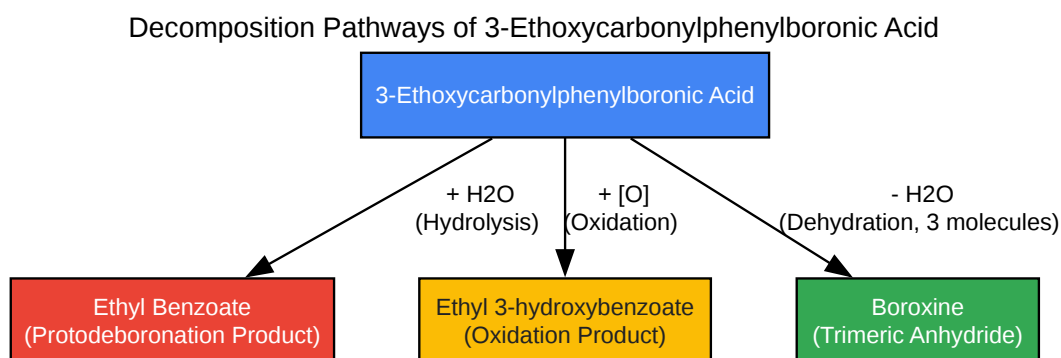 Decomposition Pathways of 3-Ethoxycarbonylphenylboronic Acid
3-Ethoxycarbonylphenylboronic Acid
+ H2O
(Hydrolysis)
+ [O]
(Oxidation)
- H2O
(Dehydration, 3 molecules)
Ethyl Benzoate
(Protodeboronation Product)
Ethyl 3-hydroxybenzoate
(Oxidation Product)
Boroxine
(Trimeric Anhydride)